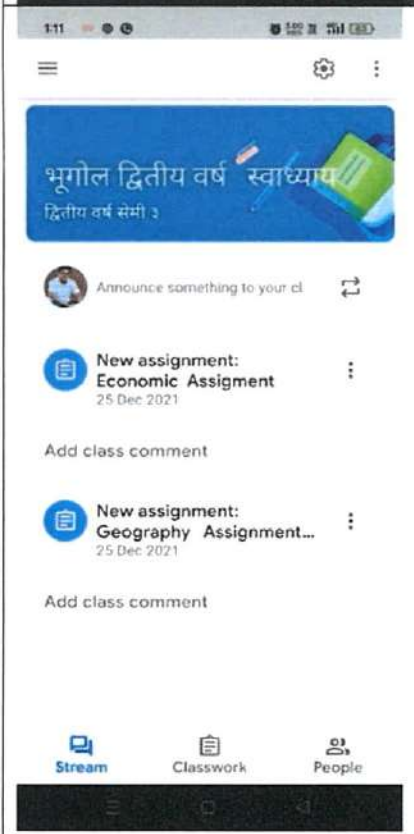 1:11
भूगोल द्वितीय वर्ष स्वाध्याय
द्वितीय वर्ष सेमी ३
Announce something to your cl
New assignment:
Economic Assigment
25 Dec 2021
Add class comment
New assignment:
Geography Assignment...
25 Dec 2021
Add class comment
Stream Classwork People